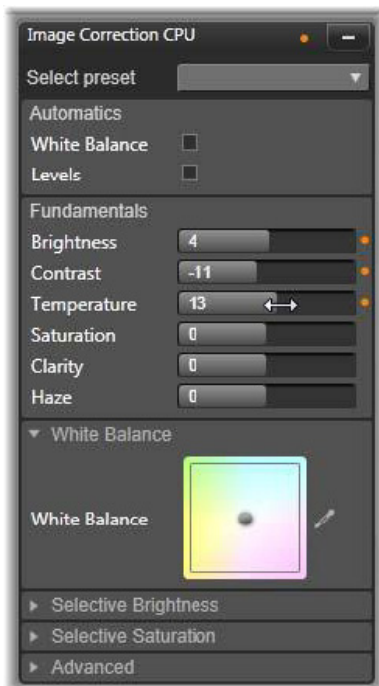 Image Correction CPU
Select preset
Automatics
White Balance
Levels
Fundamentals
Brightness 4
Contrast -11
Temperature 13
Saturation 0
Clarity 0
Haze 0
White Balance
White Balance
Selective Brightness
Selective Saturation
Advanced